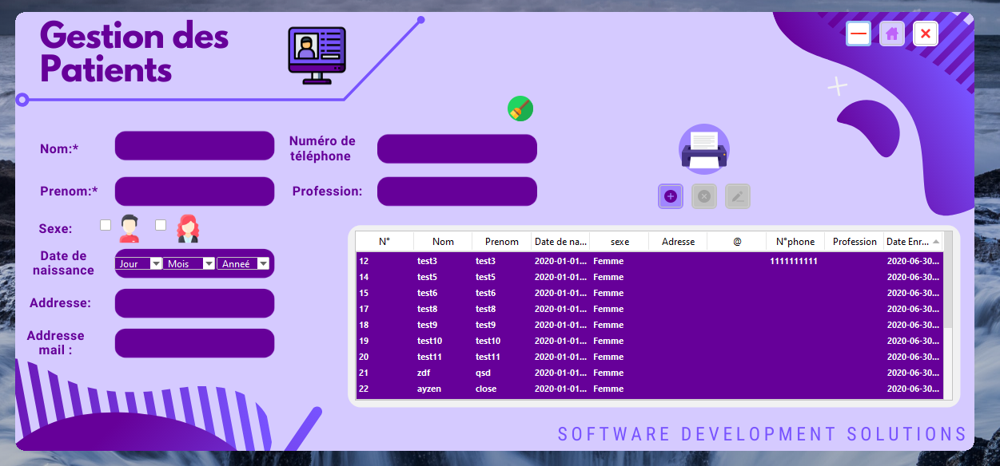 Gestion des
Patients
Nom:*
Numéro de
téléphone
Prenom:*
Profession:
Sexe:
Date de
naissance
Jour Mois Anneé
Addresse:
Addresse
mail :
N° Nom Prenom Date de na... sexe Adresse @ N°phone Profession Date Enr...
12 test3 test3 2020-01-01... Femme 1111111111 2020-06-30...
14 test5 test5 2020-01-01... Femme 2020-06-30...
15 test6 test6 2020-01-01... Femme 2020-06-30...
17 test8 test8 2020-01-01... Femme 2020-06-30...
18 test9 test9 2020-01-01... Femme 2020-06-30...
19 test10 test10 2020-01-01... Femme 2020-06-30...
20 test11 test11 2020-01-01... Femme 2020-06-30...
21 zdf qsd 2020-01-01... Femme 2020-06-30...
22 ayzen close 2020-01-01... Femme 2020-06-30...
SOFTWARE DEVELOPMENT SOLUTIONS